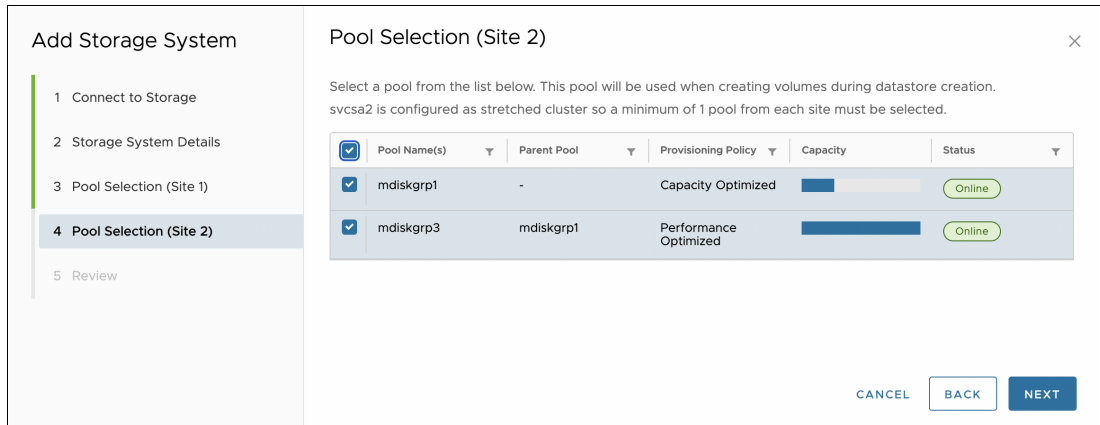 Add Storage System
1 Connect to Storage
2 Storage System Details
3 Pool Selection (Site 1)
4 Pool Selection (Site 2)
5 Review
Pool Selection (Site 2)
Select a pool from the list below. This pool will be used when creating volumes during datastore creation.
svcsa2 is configured as stretched cluster so a minimum of 1 pool from each site must be selected.
Pool Name(s) Parent Pool Provisioning Policy Capacity Status
mdiskgrp1 - Capacity Optimized Online
mdiskgrp3 mdiskgrp1 Performance Online
Optimized
CANCEL BACK NEXT